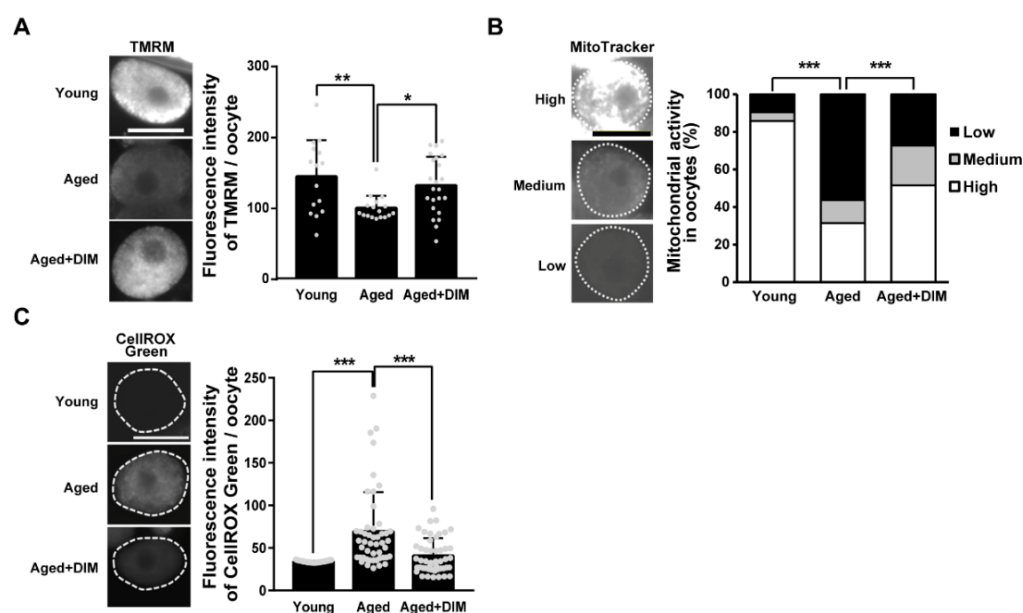 A
TMRM
Young
Aged
Aged+DIM
Fluorescence intensity
of TMRM / oocyte
300
200
100
0
**
*
Young Aged Aged+DIM
B
MitoTracker
High
Medium
Low
Mitochondrial activity
in oocytes (%)
100
80
60
40
20
0
*** ***
Young Aged Aged+DIM
Low
Medium
High
C
CellROX
Green
Young
Aged
Aged+DIM
Fluorescence intensity
of CellROX Green / oocyte
250
200
150
100
50
0
*** ***
Young Aged Aged+DIM